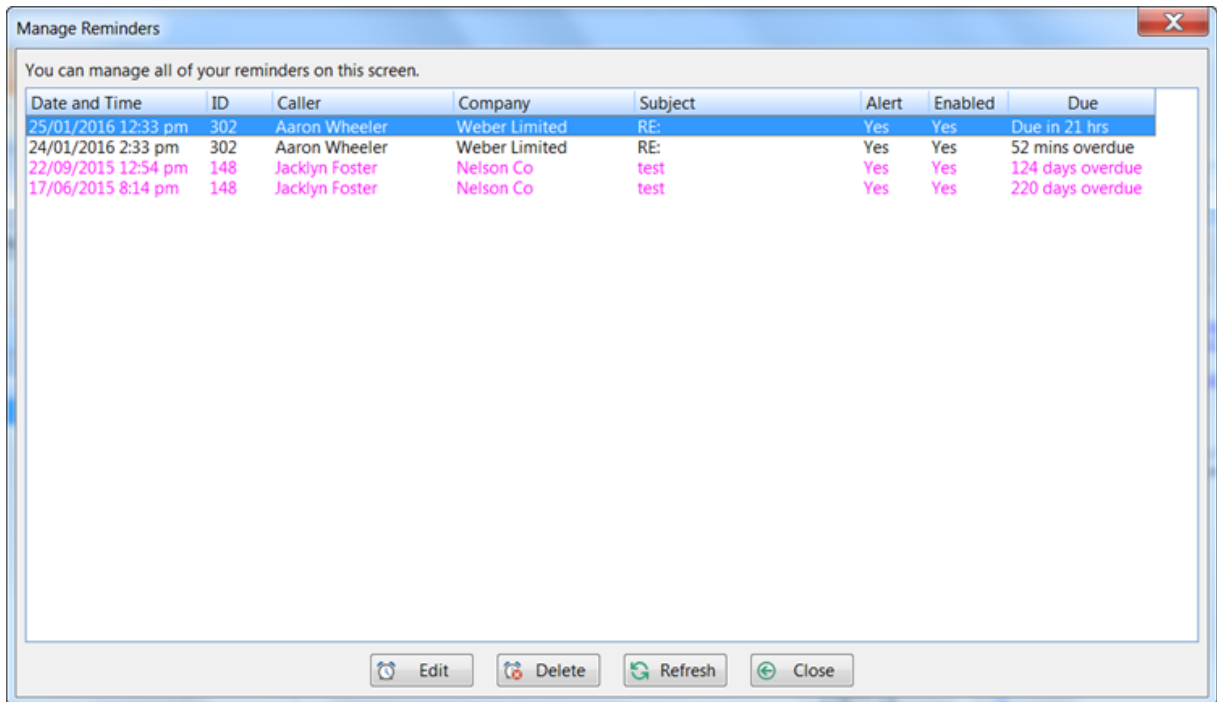 Manage Reminders
You can manage all of your reminders on this screen.
Date and Time ID Caller Company Subject Alert Enabled Due
25/01/2016 12:33 pm 302 Aaron Wheeler Weber Limited RE: Yes Yes Due in 21 hrs
24/01/2016 2:33 pm 302 Aaron Wheeler Weber Limited RE: Yes Yes 52 mins overdue
22/09/2015 12:54 pm 148 Jacklyn Foster Nelson Co test Yes Yes 124 days overdue
17/06/2015 8:14 pm 148 Jacklyn Foster Nelson Co test Yes Yes 220 days overdue
Edit Delete Refresh Close